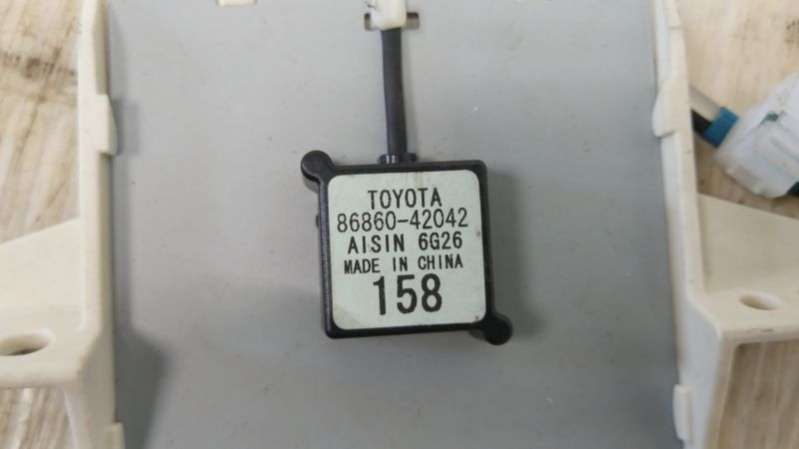 TOYOTA
86860-42042
AISIN 6G26
MADE IN CHINA
158